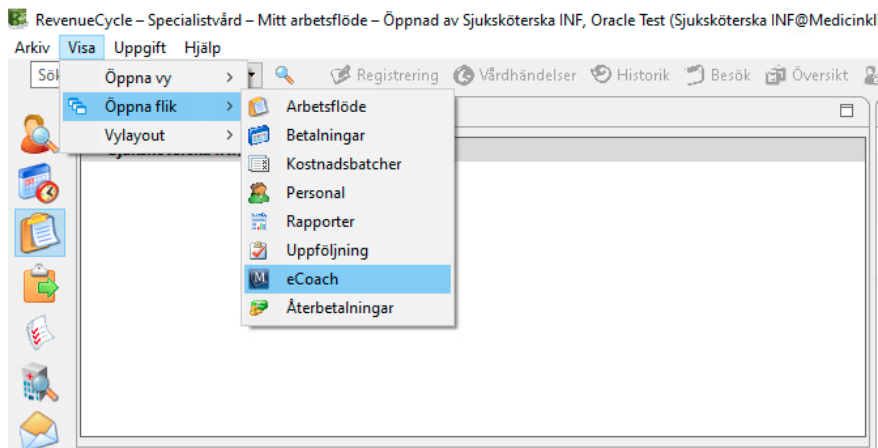 RevenueCycle – Specialistvård – Mitt arbetsflöde – Öppnad av Sjuksköterska INF, Oracle Test (Sjuksköterska INF@Medicinkl
Arkiv Visa Uppgift Hjälp
Registrering Vårdhändelser Historik Besök Översikt
Öppna vy
Öppna flik
Vylayout
Arbetsflöde
Betalningar
Kostnadsbatcher
Personal
Rapporter
Uppföljning
eCoach
Återbetalningar